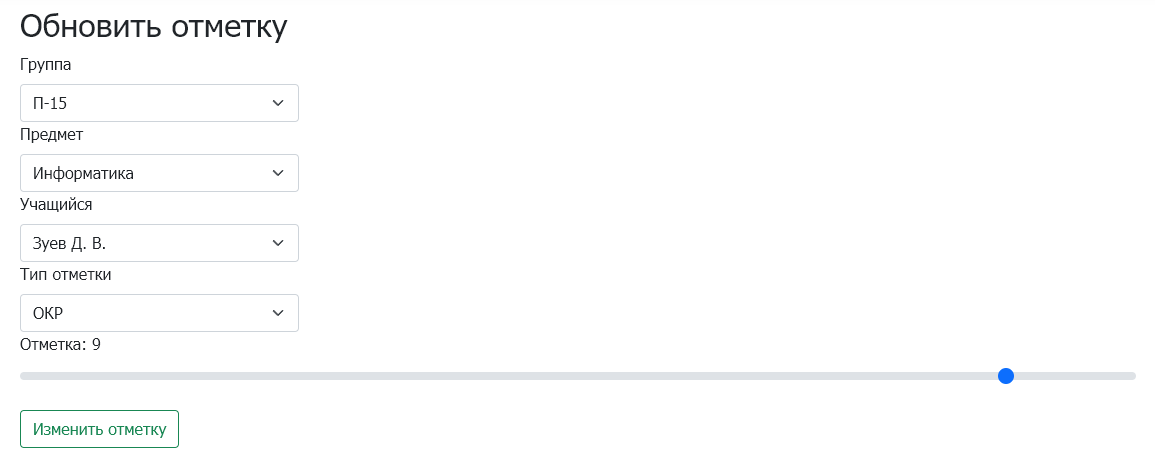 Обновить отметку
Группа
П-15
Предмет
Информатика
Учащийся
Зуев Д. В.
Тип отметки
ОКР
Отметка: 9
Изменить отметку